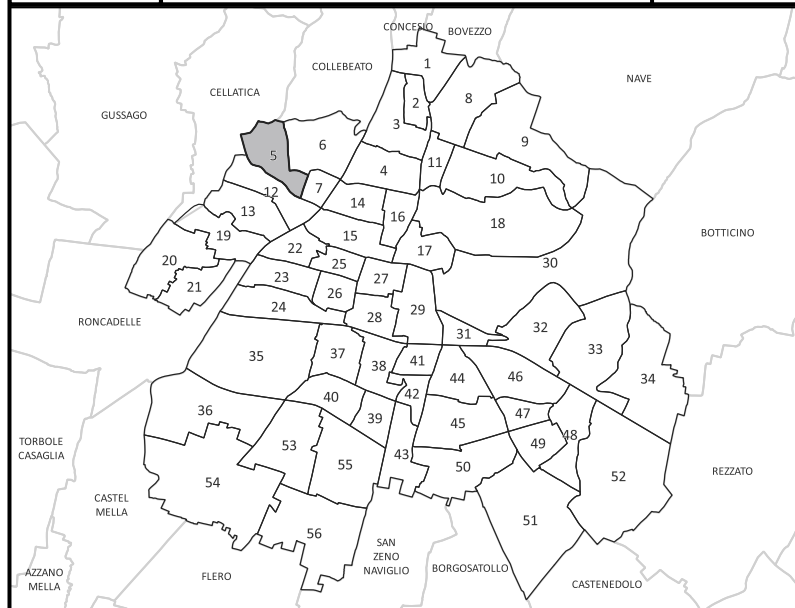 CONCESIO
BOVEZZO
COLLEBEATO
NAVE
CELLATICA
GUSSAGO
1
2
8
3
9
6
5
11
4
10
7
12
14
13
16
18
19
15
BOTTICINO
22
17
20
25
30
23
27
21
26
24
29
28
RONCADELLE
32
31
33
35
37
41
38
44
46
34
40
42
36
39
47
45
48
53
49
TORBOLE
CASAGLIA
43
55
50
REZZATO
52
54
CASTEL
MELLA
51
56
SAN
ZENO
NAVIGLIO
BORGOSATOLLO
AZZANO
MELLA
FLERO
CASTENEDOLO